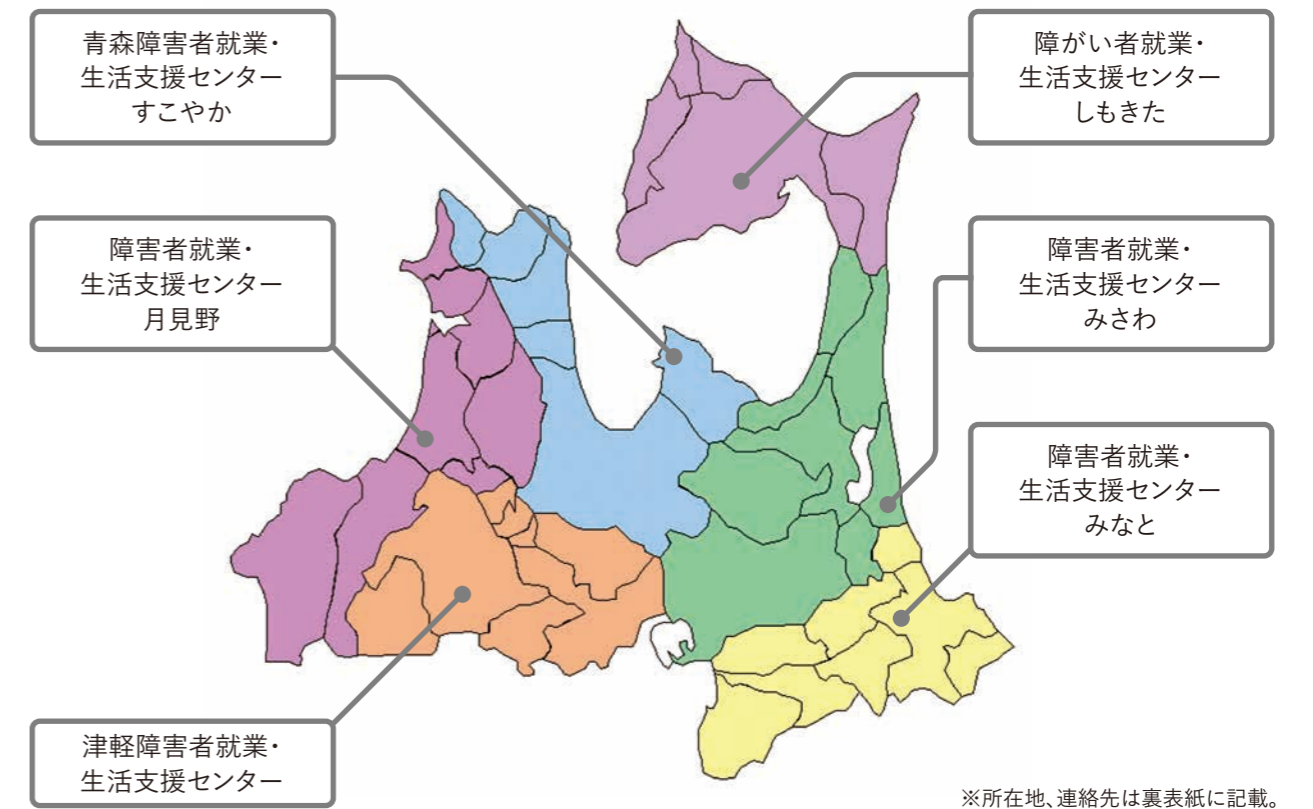 青森障害者就業・
生活支援センター
すこやか
障がい者就業・
生活支援センター
しもきた
障害者就業・
生活支援センター
月見野
障害者就業・
生活支援センター
みさわ
障害者就業・
生活支援センター
みなと
津軽障害者就業・
生活支援センター
※所在地、連絡先は裏表紙に記載。